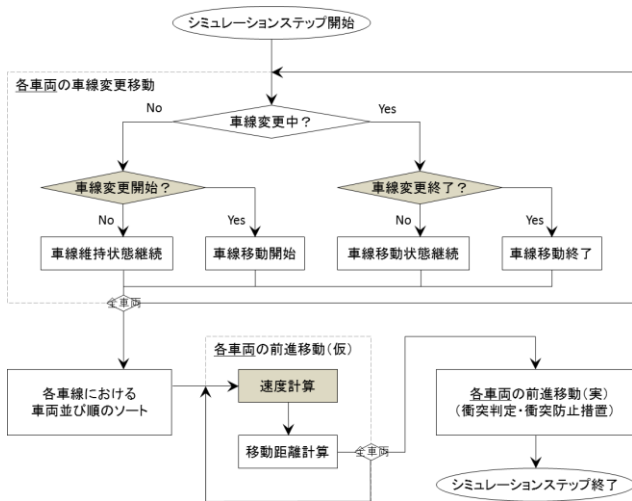 シミュレーションステップ開始
各車両の車線変更移動
No
Yes
車線変更中?
車線変更開始?
車線変更終了?
No
Yes
No
Yes
車線維持状態継続
車線移動開始
車線移動状態継続
車線移動終了
全車両
各車両の前進移動(仮)
各車線における
車両並び順のソート
速度計算
移動距離計算
全車両
各車両の前進移動(実)
(衝突判定・衝突防止措置)
シミュレーションステップ終了